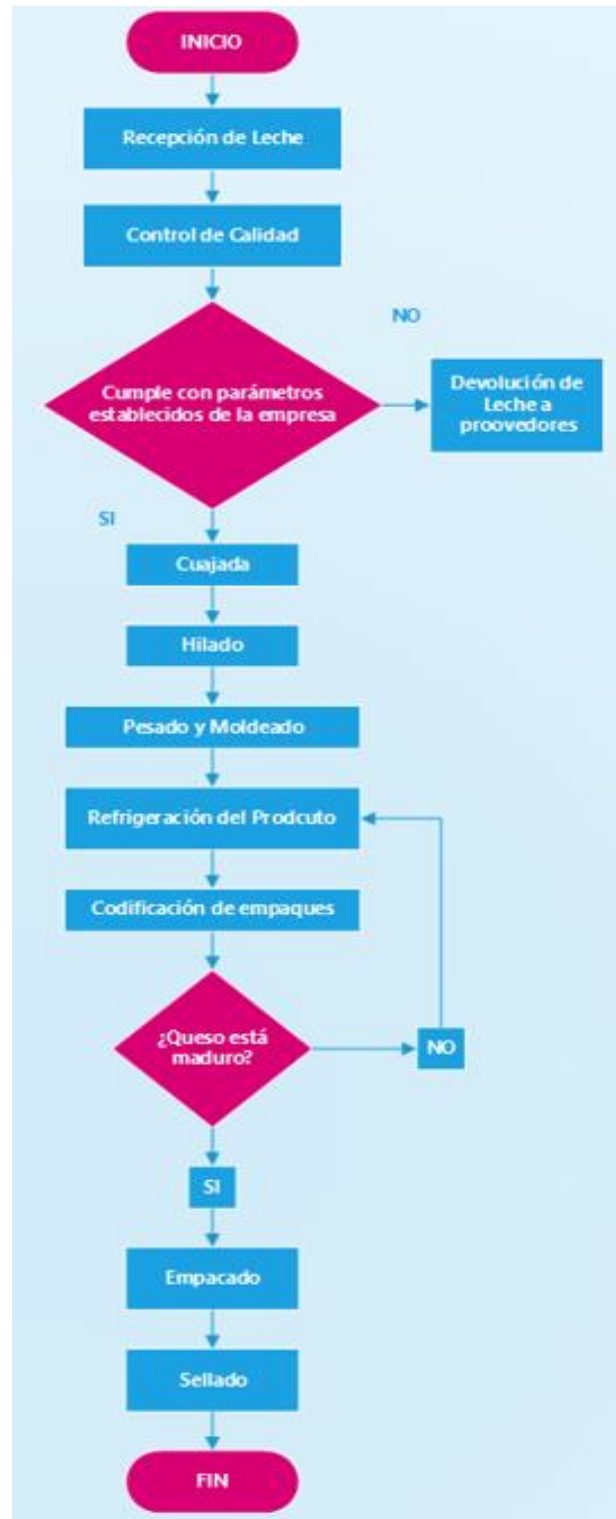 INICIO
Recepción de Leche
Control de Calidad
NO
Cumple con parámetros
establecidos de la empresa
Devolución de
Leche a
proovedores
SI
Cuajada
Hilado
Pesado y Moldeado
Refrigeración del Prodcuto
Codificación de empaques
¿Queso está
maduro?
NO
SI
Empacado
Sellado
FIN